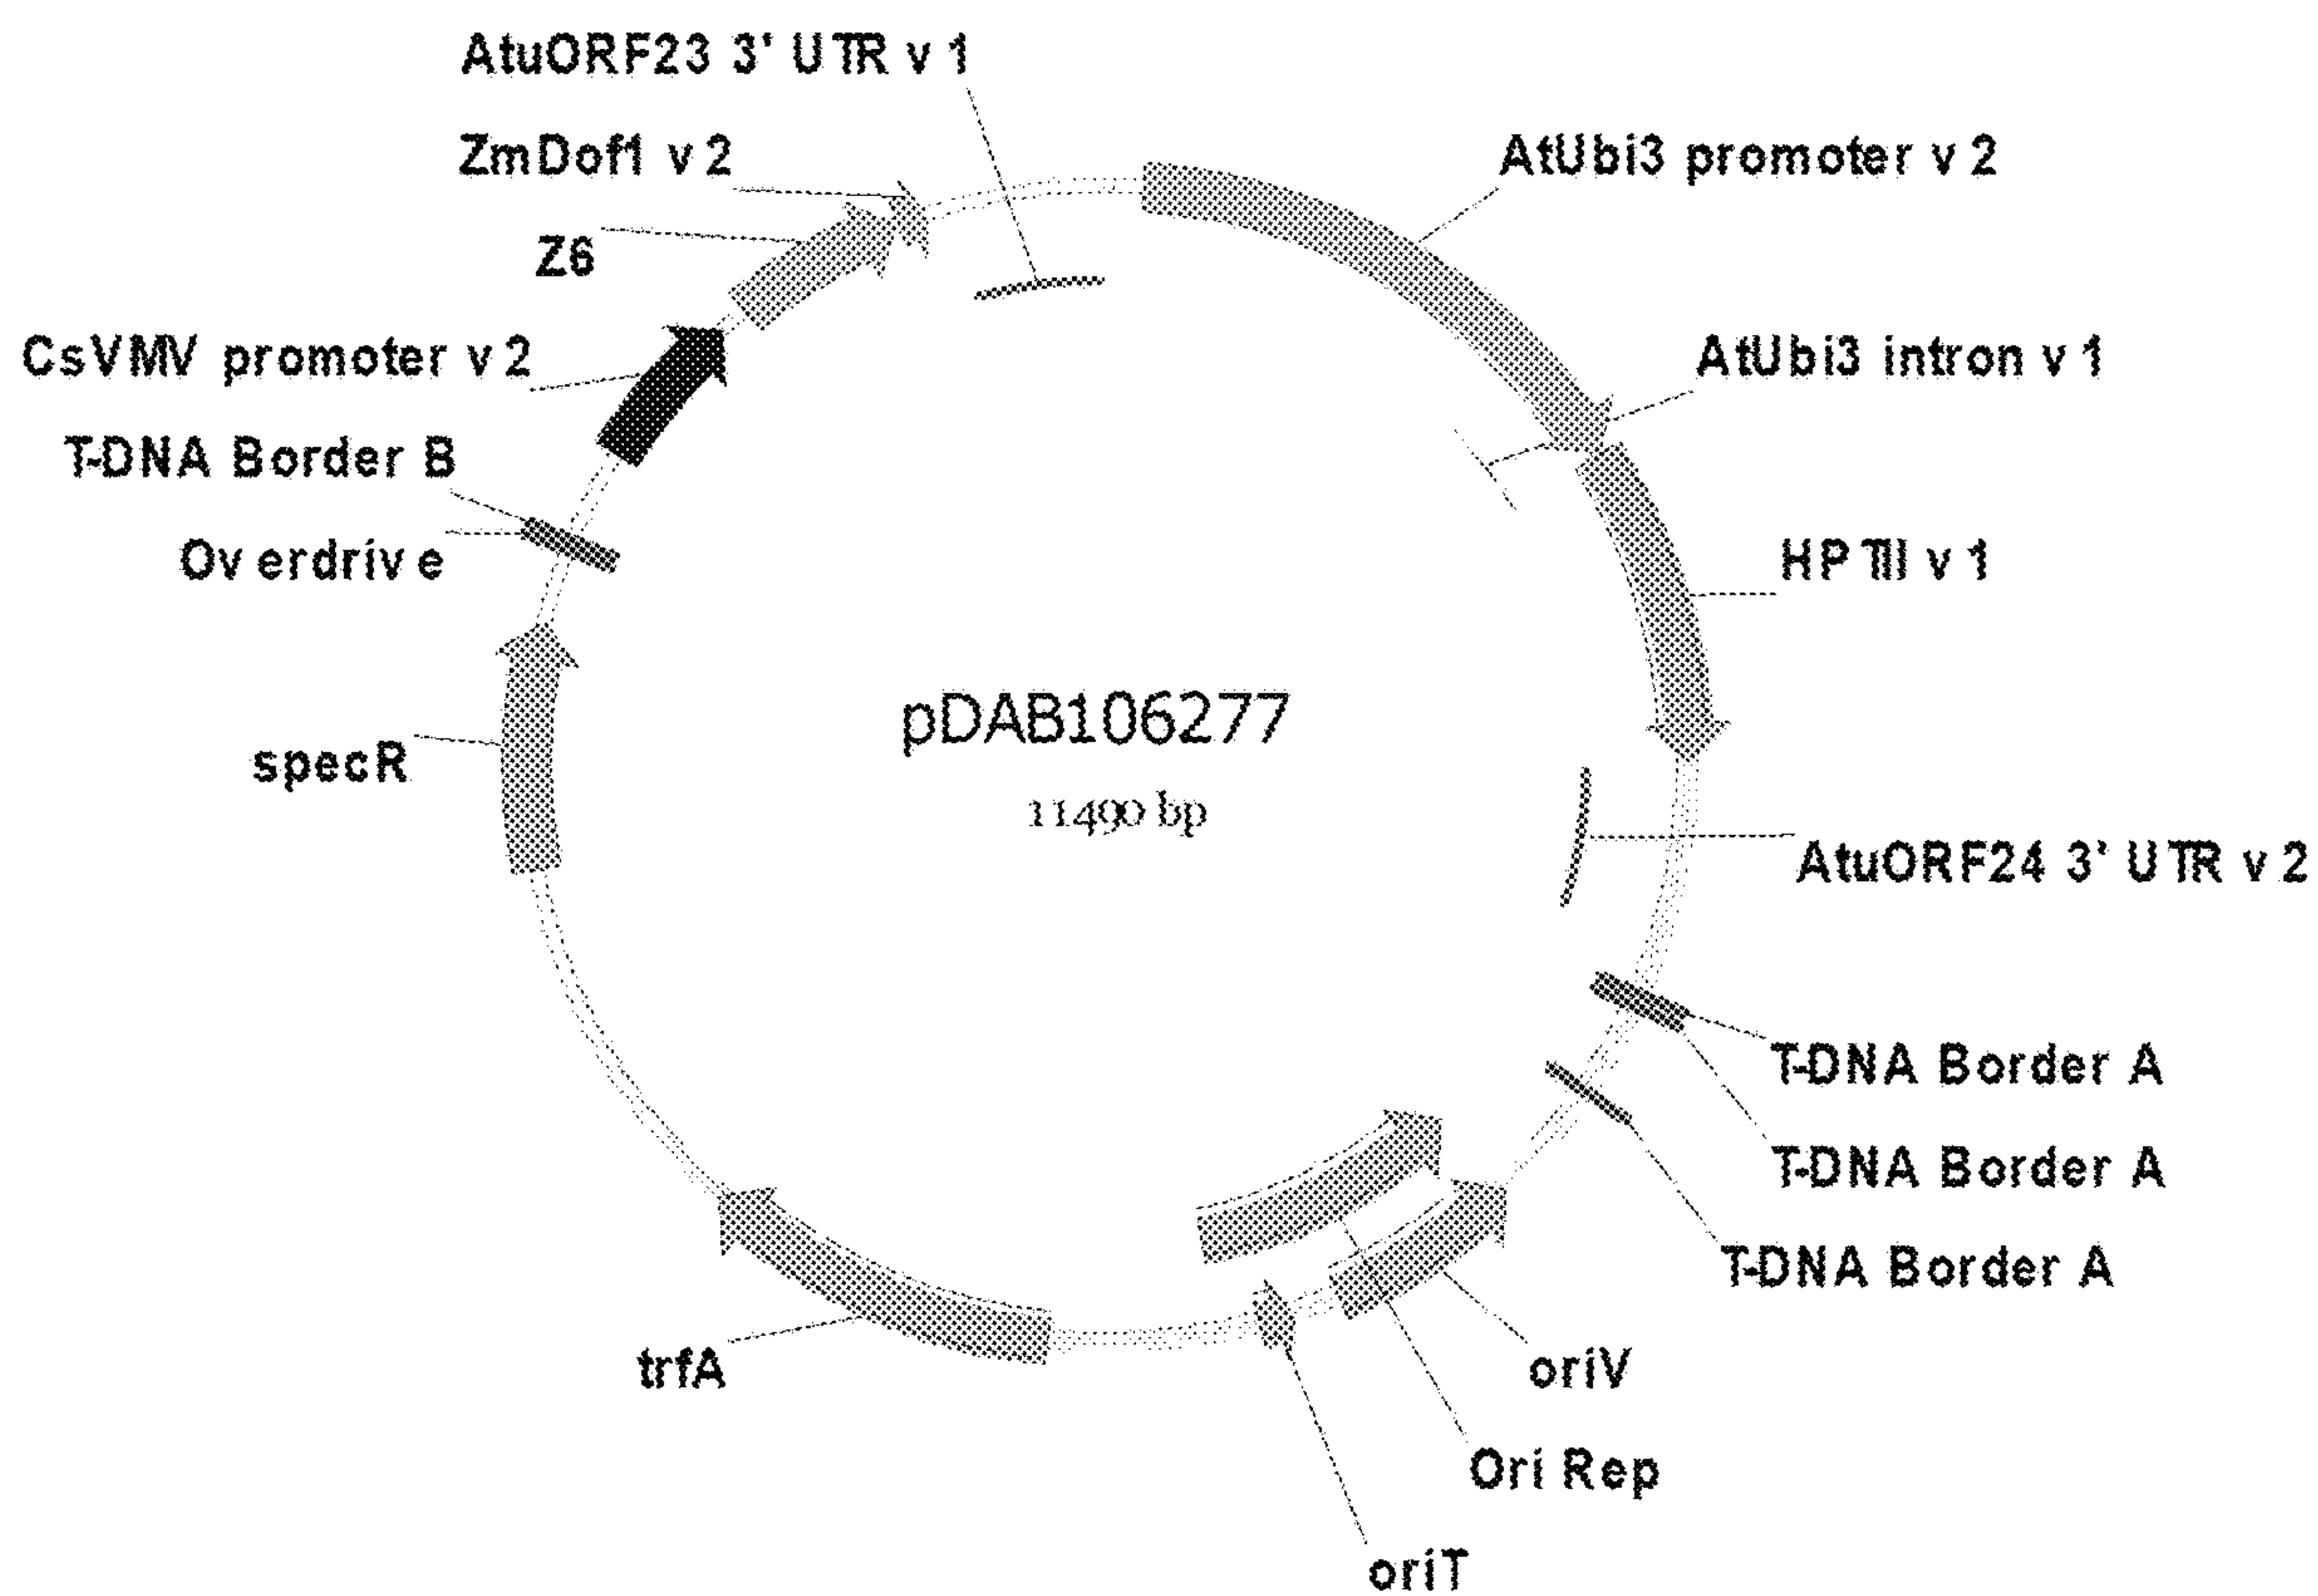 AtuORF23 3' UTR v 1
ZmDof1 v 2
AtUbi3 promoter v 2
Z6
CsVMV promoter v 2
AtUbi3 intron v 1
T-DNA Border B
Overdrive
HPTII v 1
pDAB106277
11490 bp
specR
AtuORF24 3' UTR v 2
T-DNA Border A
T-DNA Border A
T-DNA Border A
trfA
oriV
Ori Rep
oriT